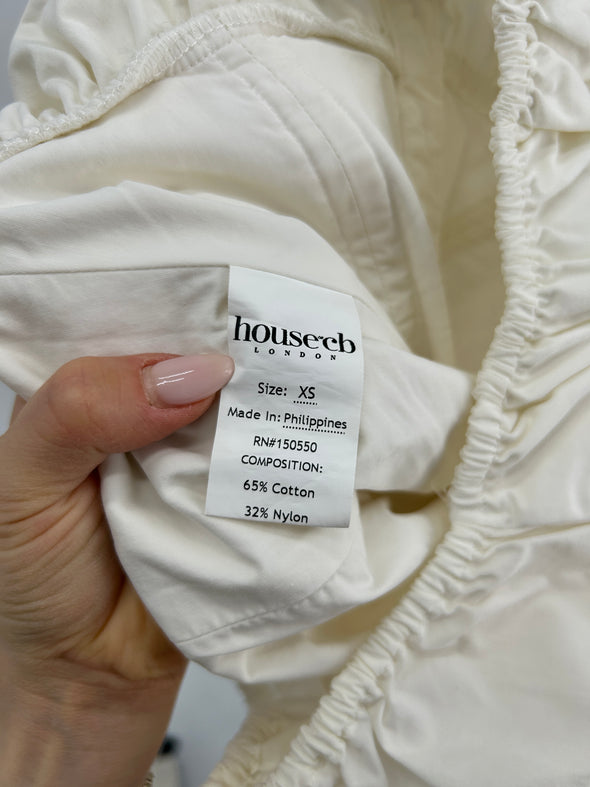 house of cb
LONDON
Size: XS
Made In: Philippines
RN#150550
COMPOSITION:
65% Cotton
32% Nylon